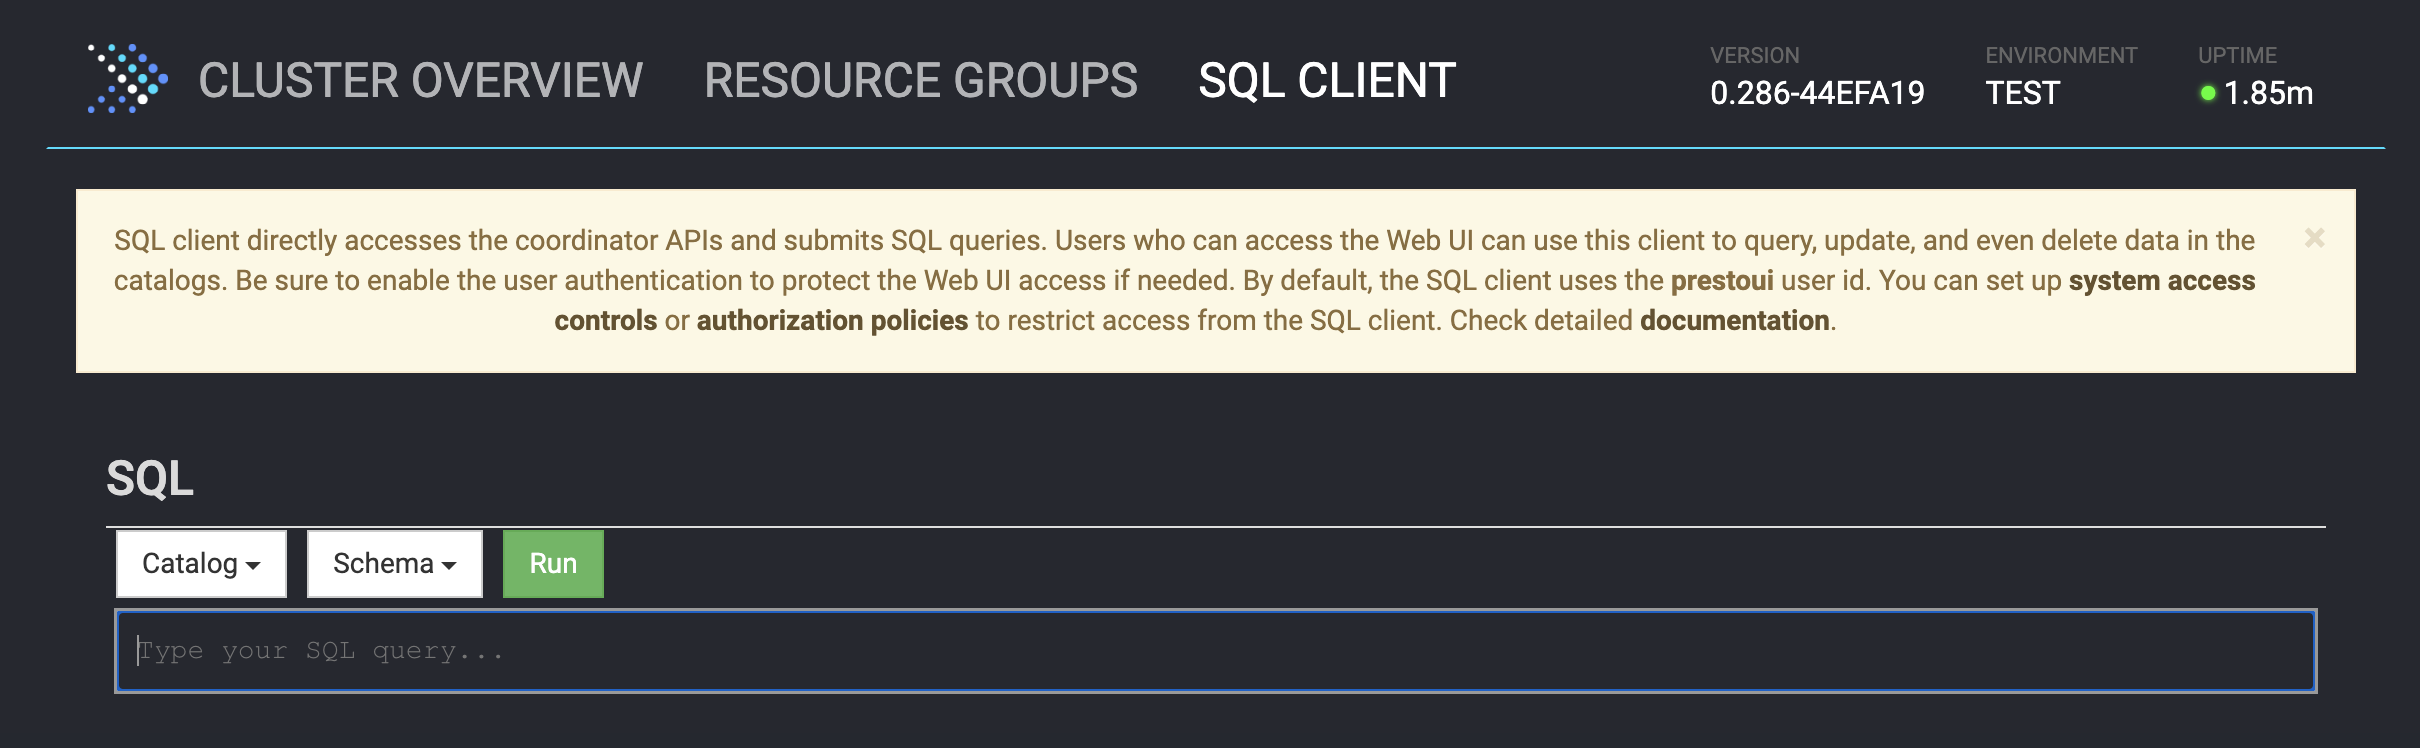 CLUSTER OVERVIEW RESOURCE GROUPS SQL CLIENT
VERSION ENVIRONMENT UPTIME
0.286-44EFA19 TEST 1.85m
SQL client directly accesses the coordinator APIs and submits SQL queries. Users who can access the Web UI can use this client to query, update, and even delete data in the ×
catalogs. Be sure to enable the user authentication to protect the Web UI access if needed. By default, the SQL client uses the prestoui user id. You can set up system access
controls or authorization policies to restrict access from the SQL client. Check detailed documentation.
SQL
Catalog Schema Run
Type your SQL query...